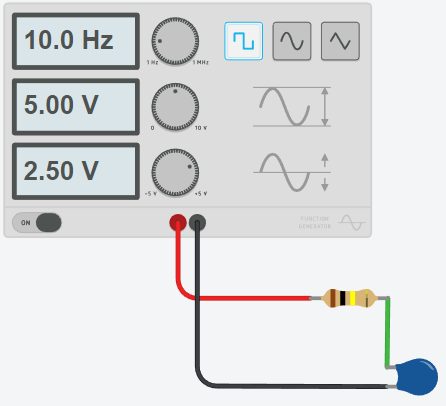 10.0 Hz
1 Hz 1 MHz
5.00 V
0 10 V
2.50 V
-5 V +5 V
ON
FUNCTION
GENERATOR